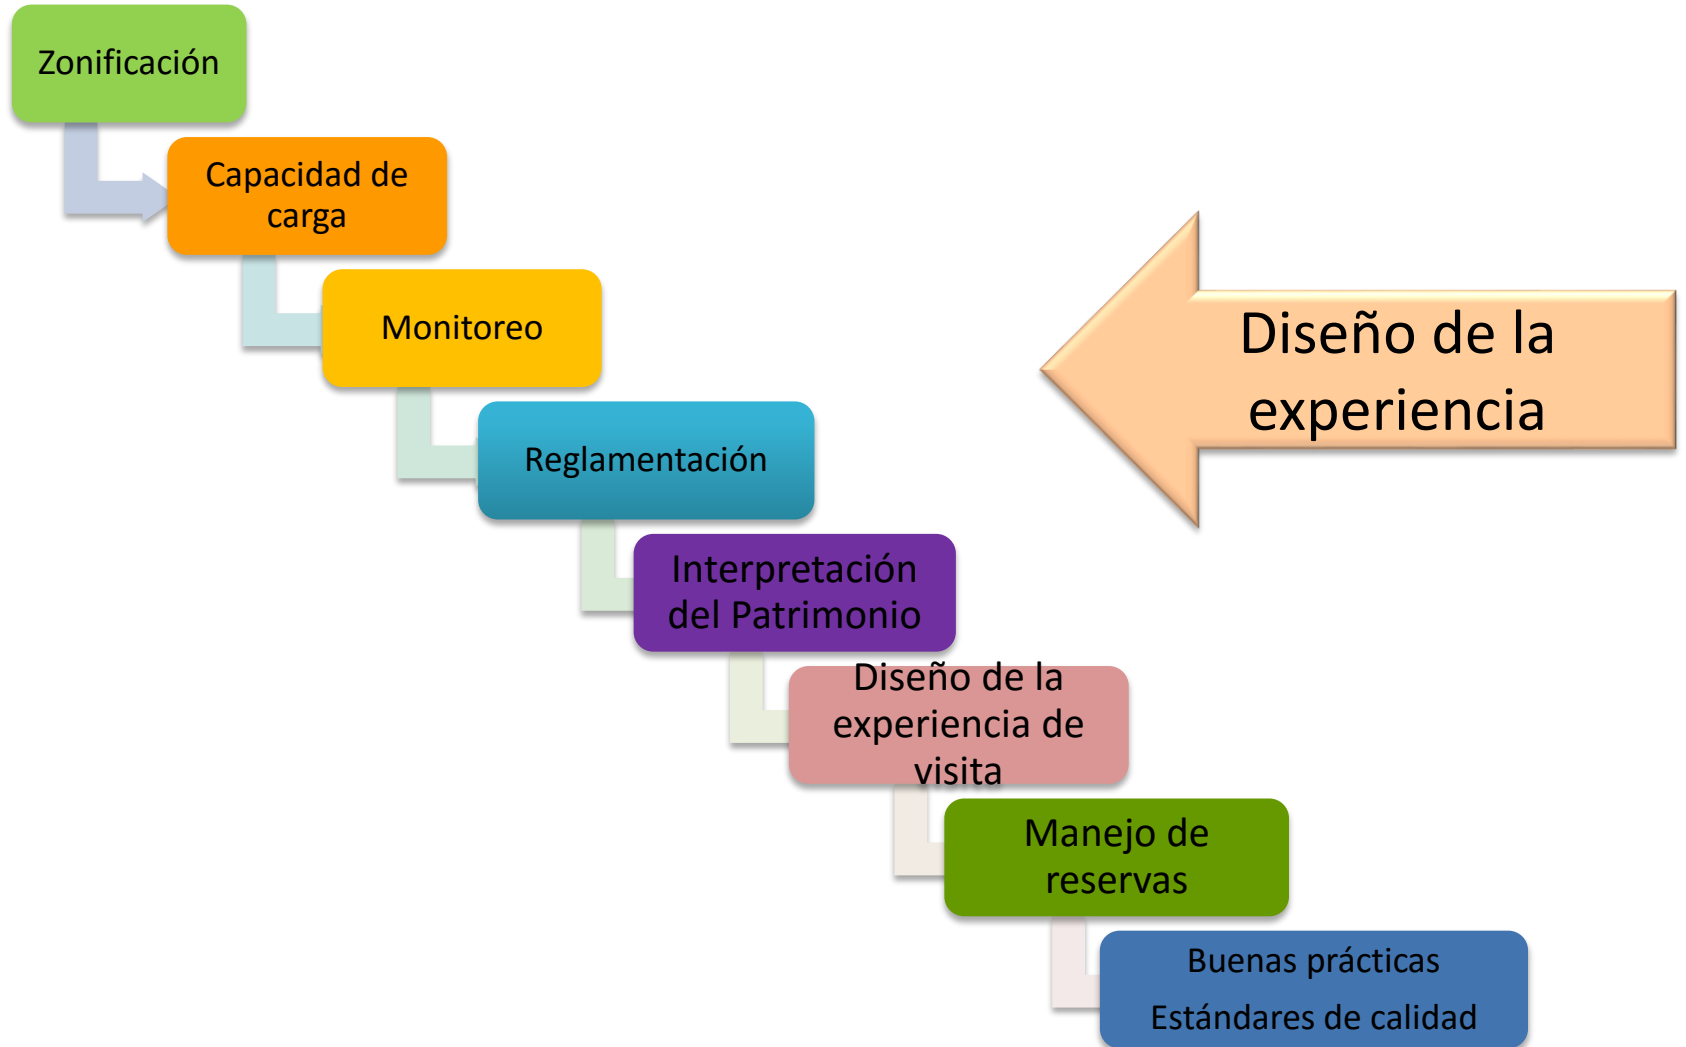 Zonificación
Capacidad de
carga
Monitoreo
Diseño de la
experiencia
Reglamentación
Interpretación
del Patrimonio
Diseño de la
experiencia de
visita
Manejo de
reservas
Buenas prácticas
Estándares de calidad